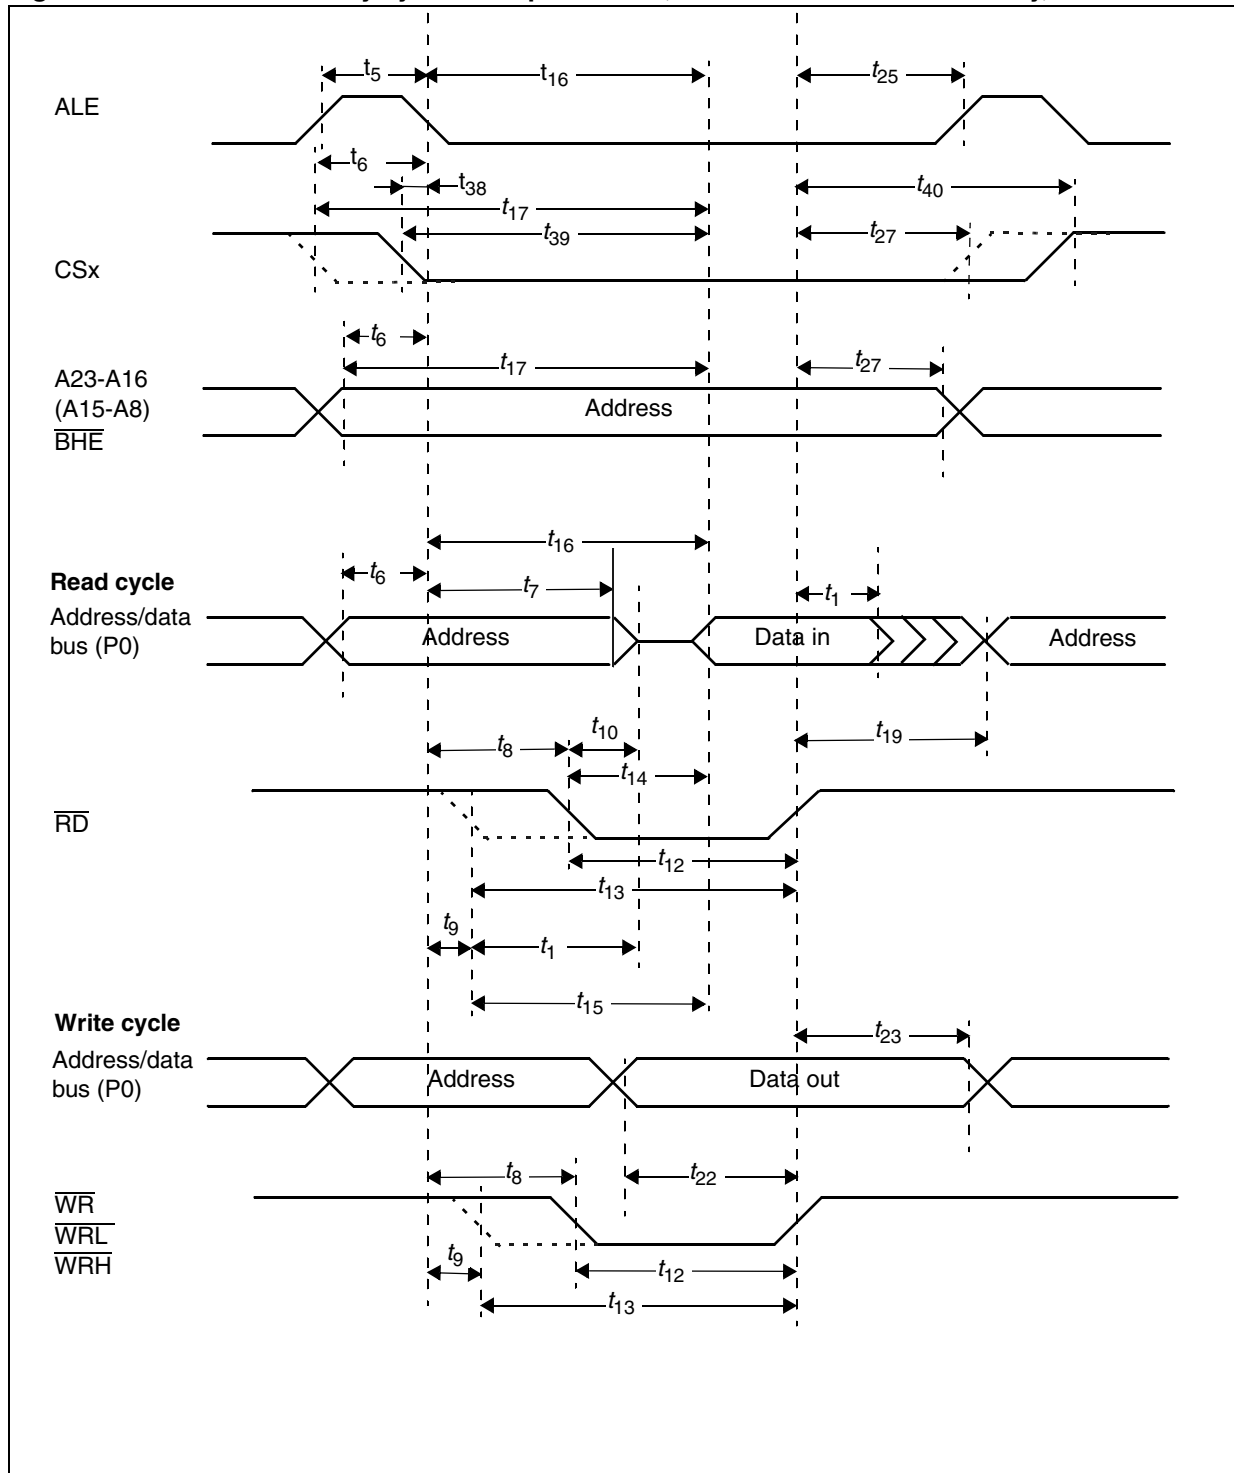 t5
t16
t25
ALE
t6
t38
t40
t17
t39
t27
CSx
t6
t17
t27
A23-A16
(A15-A8)
Address
BHE
t16
t6
t7
t1
Read cycle
Address/data
bus (P0)
Address
Data in
Address
t10
t8
t19
t14
RD
t12
t13
t9
t1
t15
Write cycle
t23
Address/data
bus (P0)
Address
Data out
t8
t22
WR
WRL
WRH
t9
t12
t13